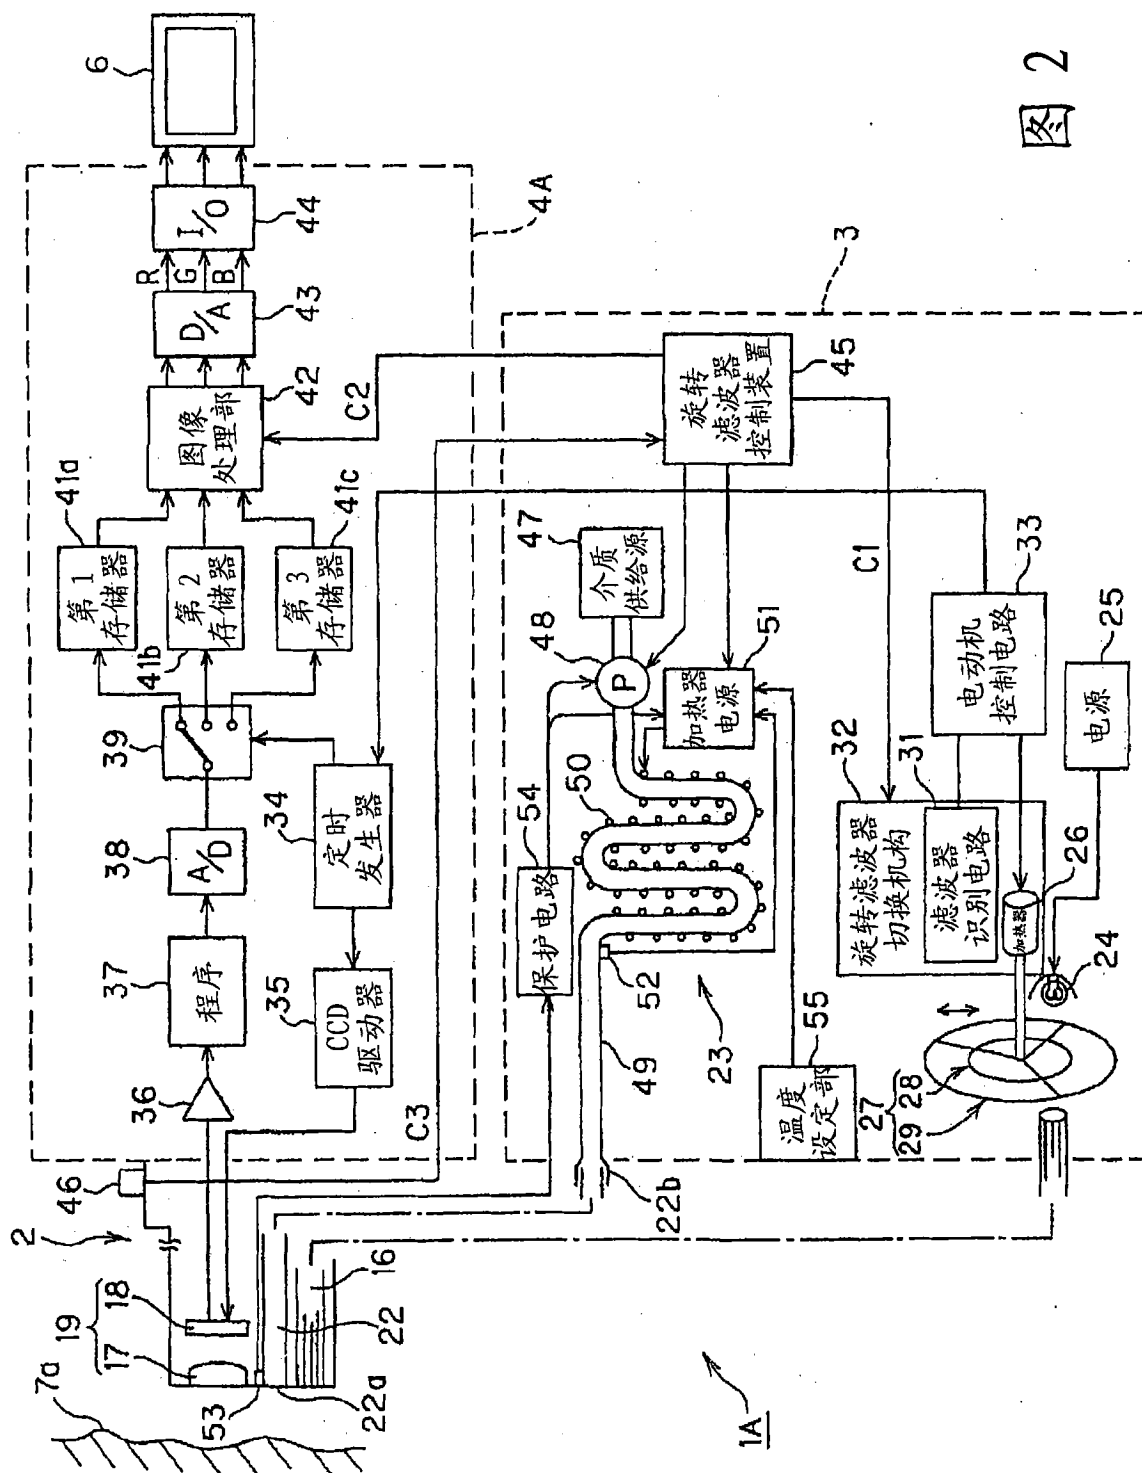 6
I/O
44
R
G
B
D/A
43
4A
图像
处理部
42
C2
第1
存储器
41a
第2
存储器
41b
第3
存储器
41c
39
A/D
38
定时
发生器
34
程序
37
CCD
驱动器
35
36
C3
46
2
19
18
17
7a
53
22a
22
16
22b
1A
3
旋转
滤波器
控制装置
45
介质
供给源
47
P
48
加热器
电源
51
50
保护电路
54
52
49
23
温度
设定部
55
C1
电动机
控制电路
33
电源
25
旋转滤波器
切换机构
32
滤波器
识别电路
31
加热器
26
24
27
28
29
图 2